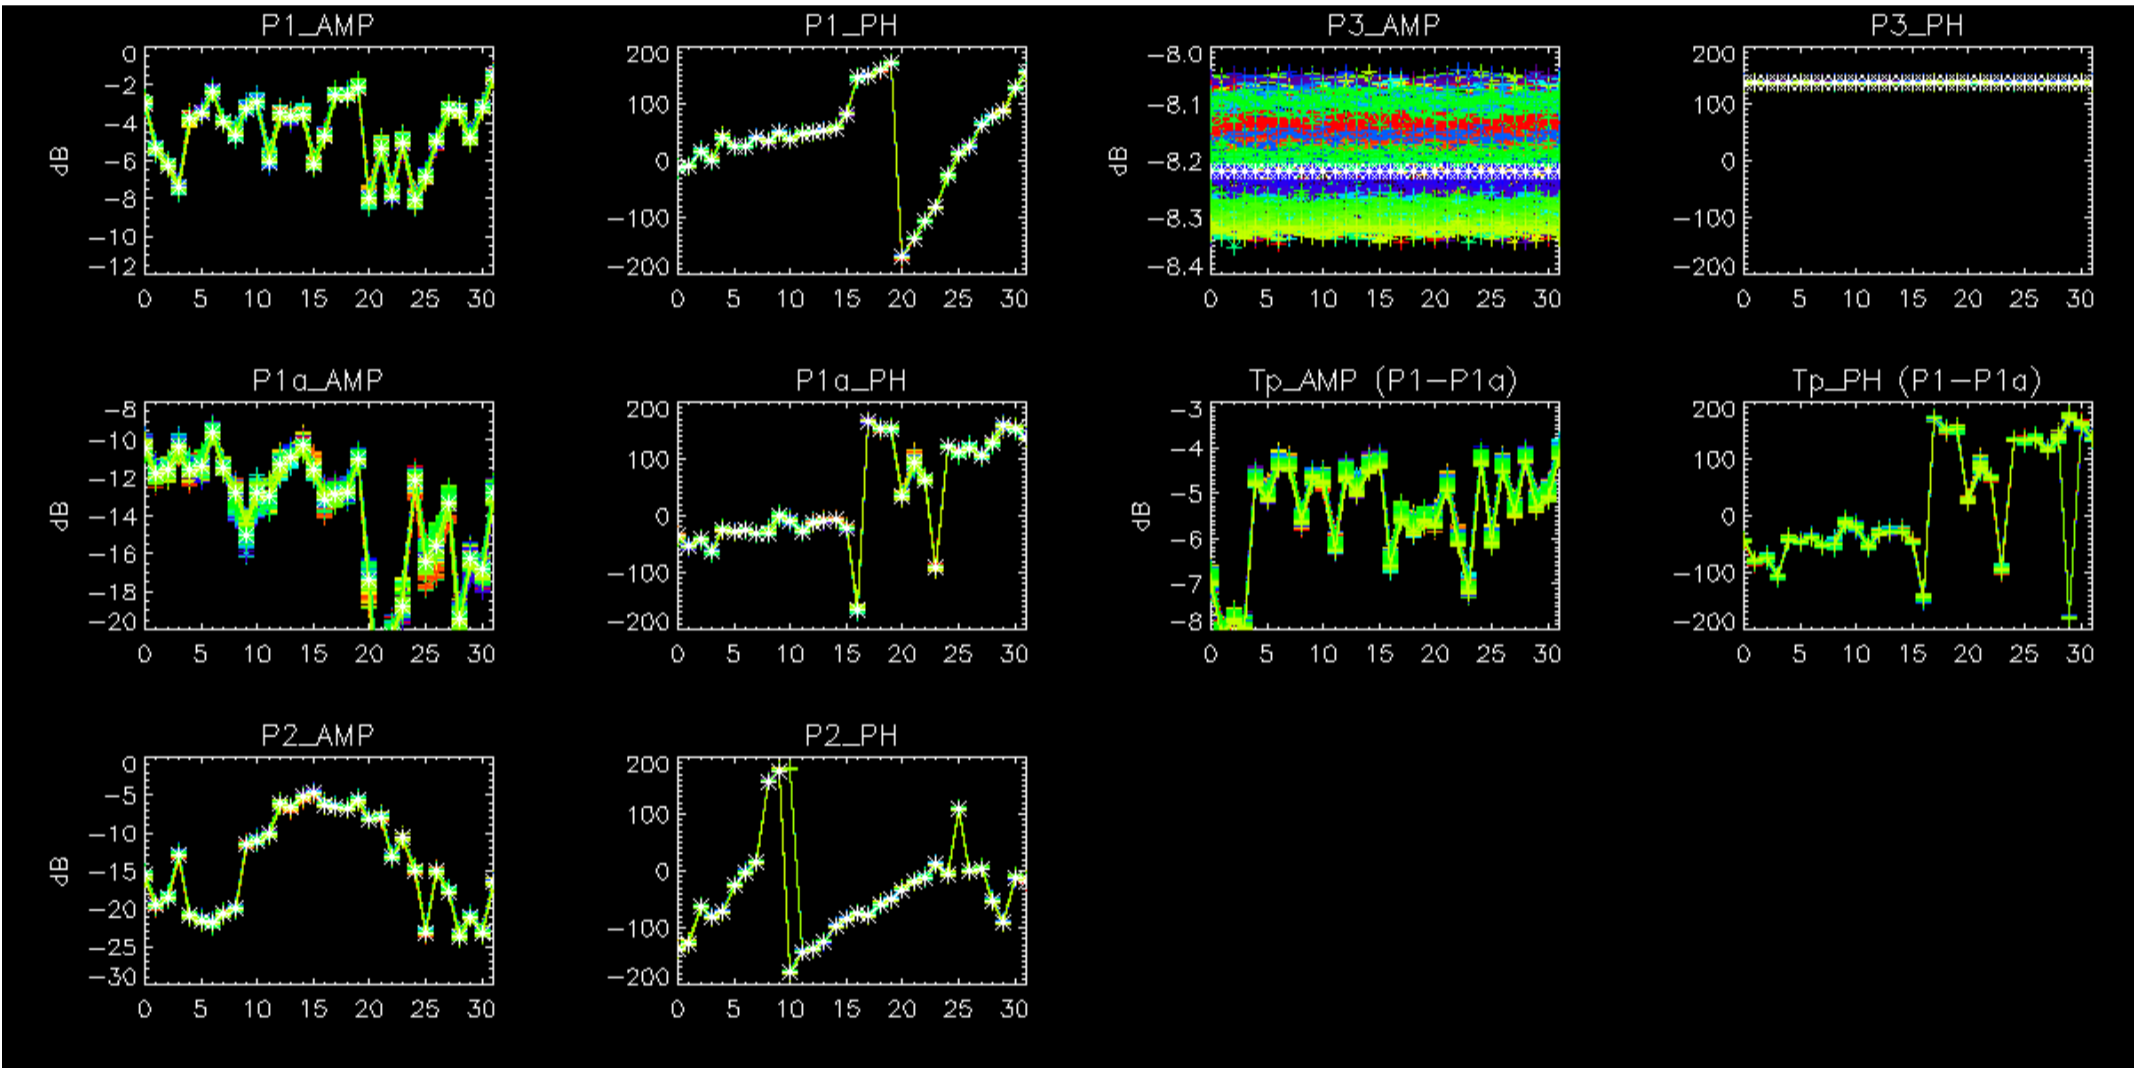 P1_AMP
0
−2
−4
−6
−8
−10
−12
dB
0 5 10 15 20 25 30
P1_PH
200
100
0
−100
−200
0 5 10 15 20 25 30
P3_AMP
−8.0
−8.1
−8.2
−8.3
−8.4
dB
0 5 10 15 20 25 30
P3_PH
200
100
0
−100
−200
0 5 10 15 20 25 30
P1a_AMP
−8
−10
−12
−14
−16
−18
−20
dB
0 5 10 15 20 25 30
P1a_PH
200
100
0
−100
−200
0 5 10 15 20 25 30
Tp_AMP (P1−P1a)
−3
−4
−5
−6
−7
−8
dB
0 5 10 15 20 25 30
Tp_PH (P1−P1a)
200
100
0
−100
−200
0 5 10 15 20 25 30
P2_AMP
0
−5
−10
−15
−20
−25
−30
dB
0 5 10 15 20 25 30
P2_PH
200
100
0
−100
−200
0 5 10 15 20 25 30